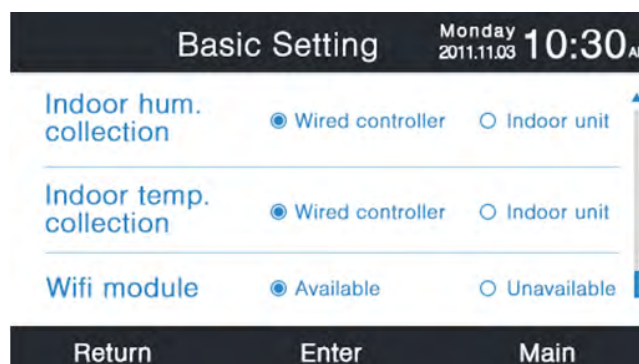 Basic Setting
Monday
2011.11.03 10:30 AM
Indoor hum.
collection
Wired controller
Indoor unit
Indoor temp.
collection
Wired controller
Indoor unit
Wifi module
Available
Unavailable
Return Enter Main